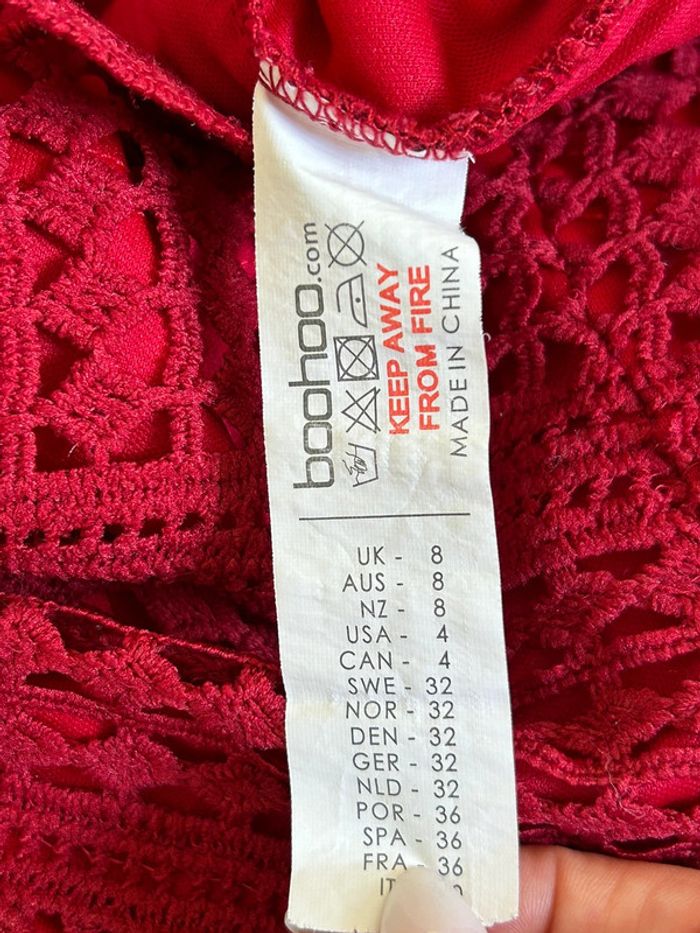 boohoo.com
KEEP AWAY
FROM FIRE
MADE IN CHINA
UK - 8
AUS - 8
NZ - 8
USA - 4
CAN - 4
SWE - 32
NOR - 32
DEN - 32
GER - 32
NLD - 32
POR - 36
SPA - 36
FRA - 36
IT